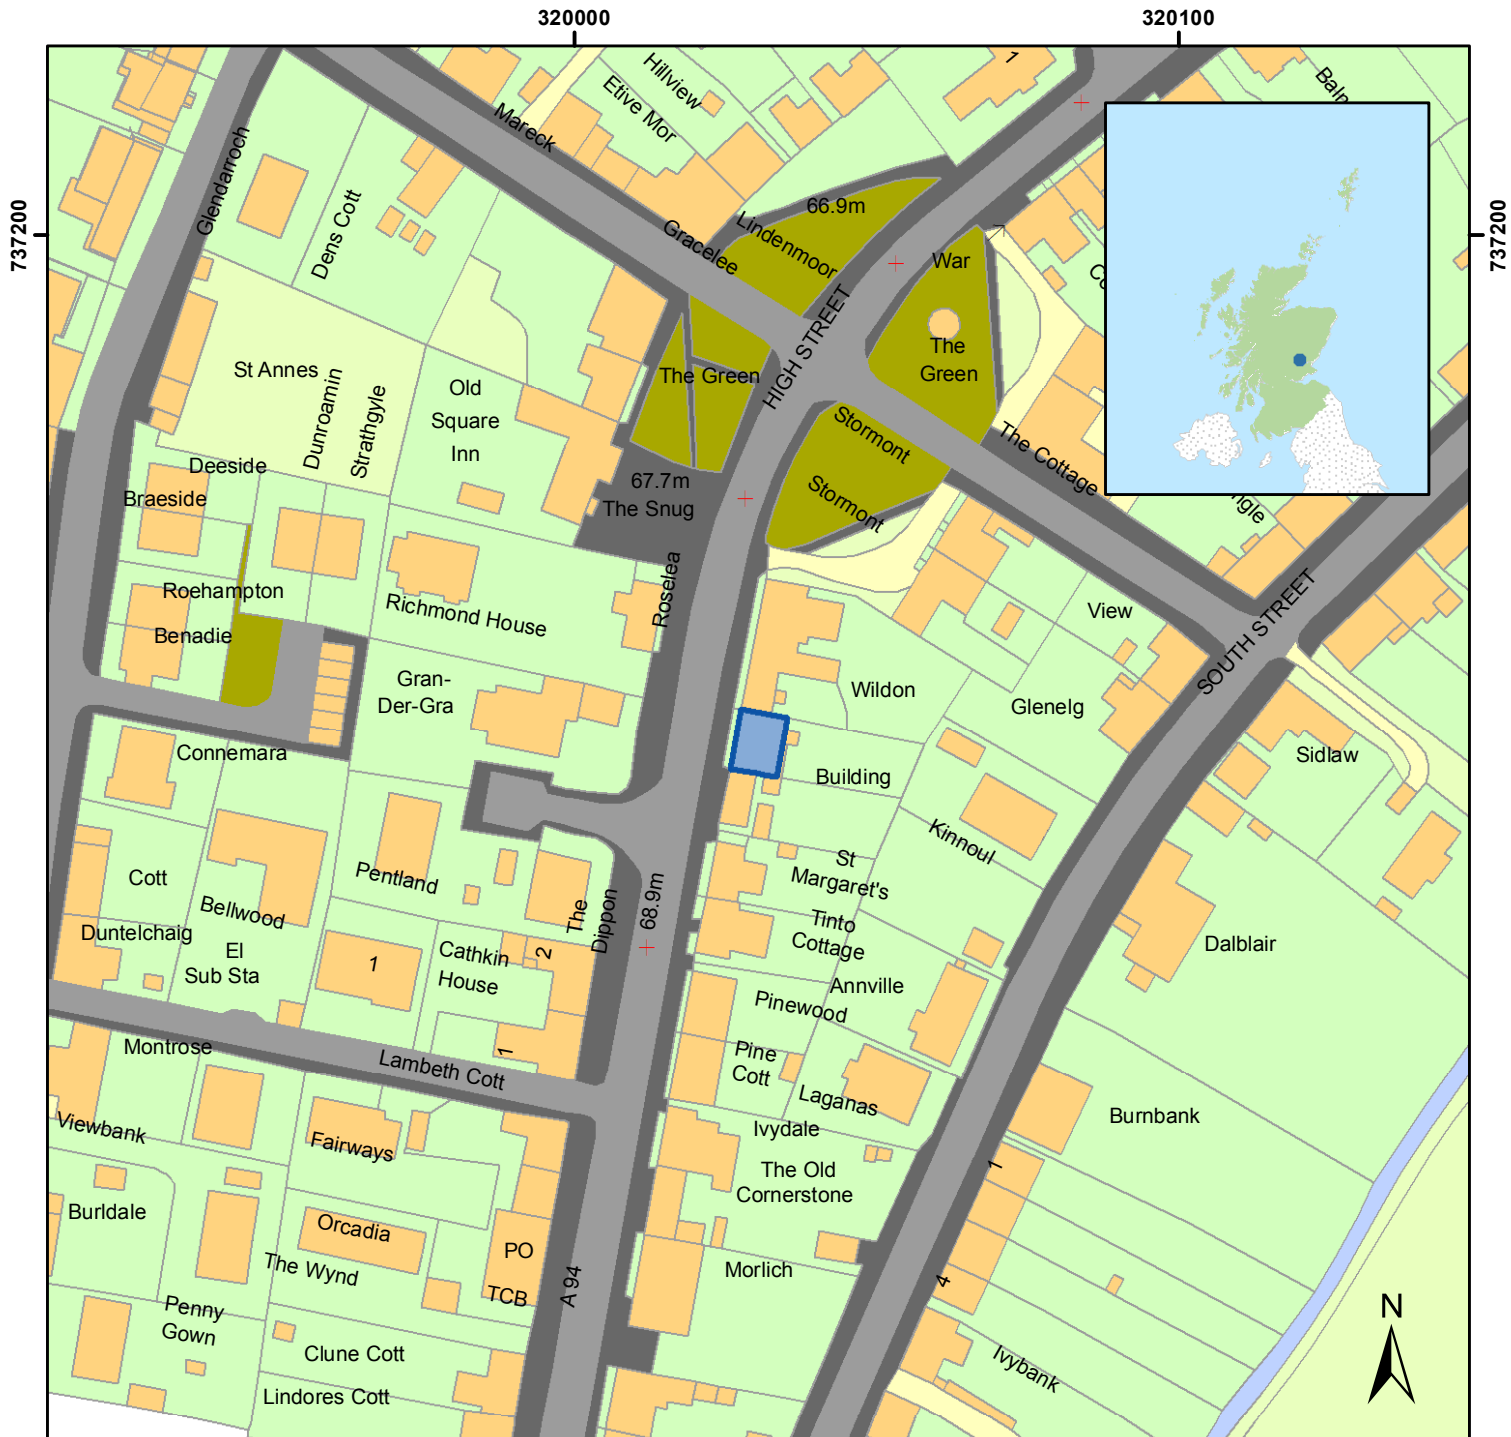 320000
320100
737200
737200
Hillview
Etive Mor
1
Mareck
Glendarroch
Dens Cott
66.9m
Lindenmoor
Gracelee
War
The
Green
HIGH STREET
The Green
St Annes
Dunroamin
Strathgyle
Old
Square
Inn
Stormont
Stormont
The Cottage
Deeside
Braeside
67.7m
The Snug
Roselea
Roehampton
Benadie
Richmond House
View
SOUTH STREET
Gran-
Der-Gra
Wildon
Glenelg
Connemara
Building
Sidlaw
Kinnoul
Pentland
St
Margaret's
Cott
Bellwood
The
Dippon
68.9m
Tinto
Cottage
Duntelchaig
El
Sub Sta
1
Cathkin
House
2
Dalblair
Annville
Pinewood
Montrose
Lambeth Cott
1
Pine
Cott
Laganas
Viewbank
Fairways
Ivydale
Burnbank
The Old
Cornerstone
1
Burldale
Orcadia
PO
The Wynd
TCB
A 94
Morlich
4
Penny
Gown
Clune Cott
Lindores Cott
Ivybank
N